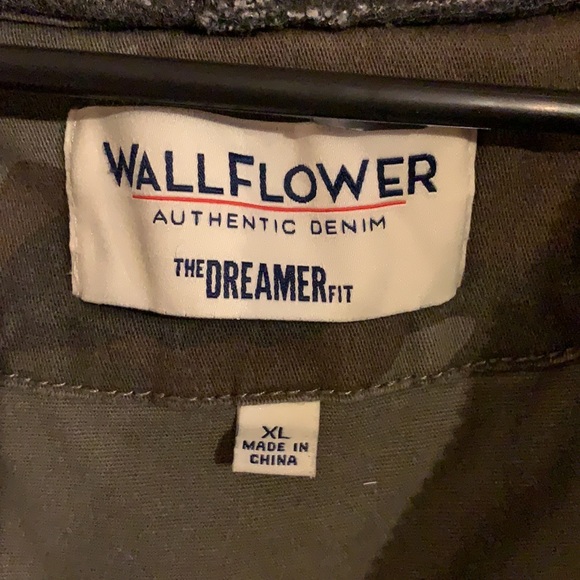 WALLFLOWER
AUTHENTIC DENIM
THE DREAMER FIT
XL
MADE IN
CHINA